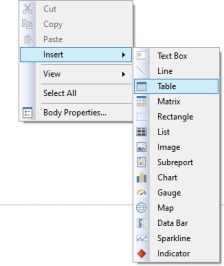 Cut
Copy
Paste
Insert
View
Select All
Body Properties...
Text Box
Line
Table
Matrix
Rectangle
List
Image
Subreport
Chart
Gauge
Map
Data Bar
Sparkline
Indicator